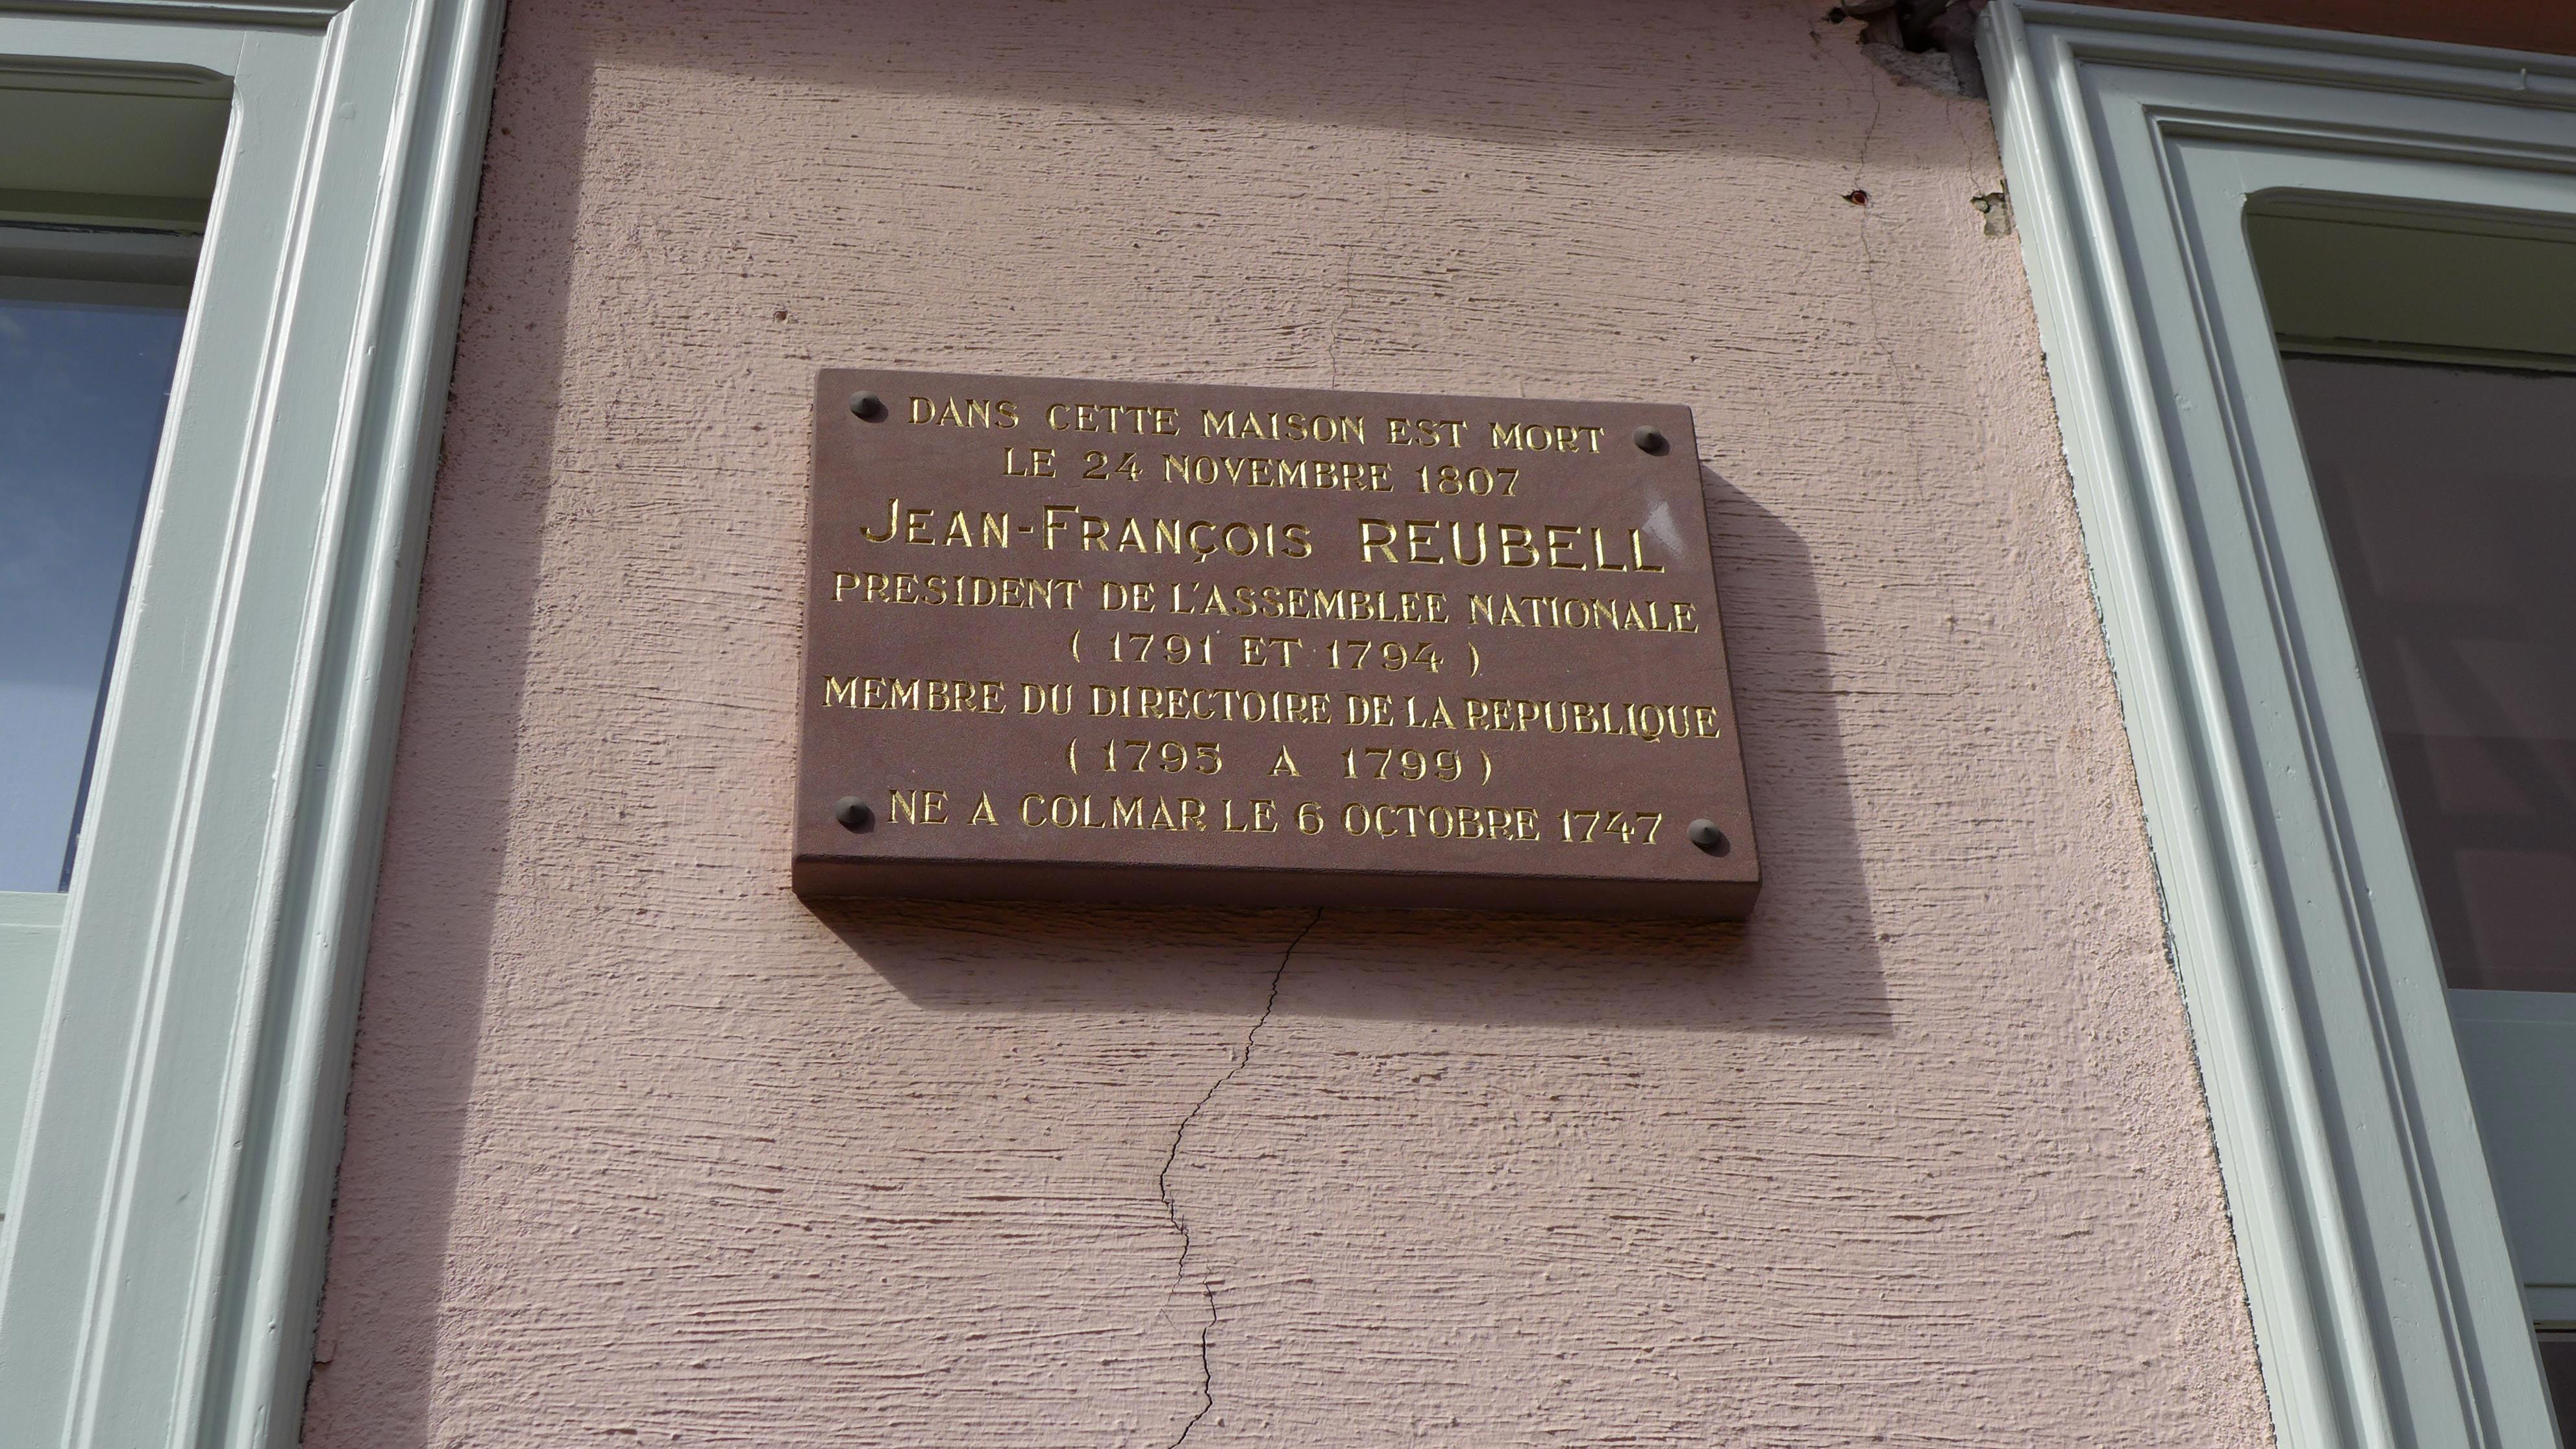 DANS CETTE MAISON EST MORT
LE 24 NOVEMBRE 1807
JEAN-FRANÇOIS REUBELL
PRESIDENT DE L'ASSEMBLEE NATIONALE
( 1791 ET 1794 )
MEMBRE DU DIRECTOIRE DE LA REPUBLIQUE
( 1795 A 1799 )
NE A COLMAR LE 6 OCTOBRE 1747